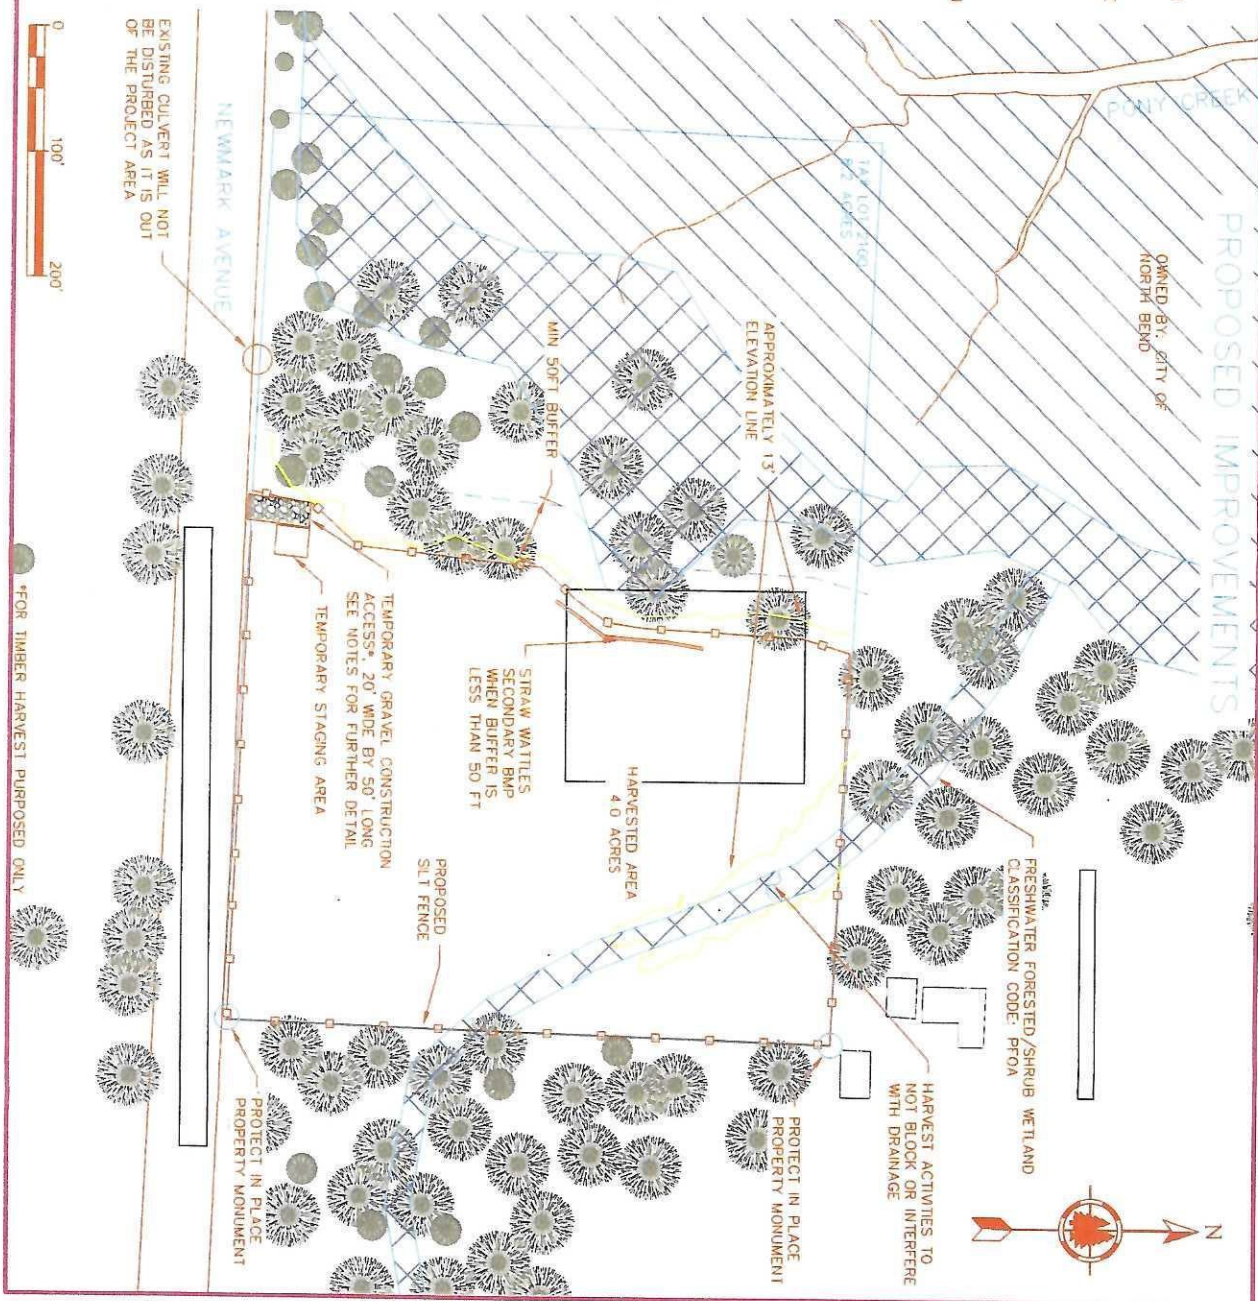 PROPOSED IMPROVEMENTS
PONY CREEK
OWNED BY: CITY OF
NORTH BEND
TAX LOT 2100
6.2 ACRES
APPROXIMATELY 13'
ELEVATION LINE
MIN 50FT BUFFER
NEWMARK AVENUE
EXISTING CULVERT WILL NOT
BE DISTURBED AS IT IS OUT
OF THE PROJECT AREA
0 100' 200'
N
FRESHWATER FORESTED/SHRUB WETLAND
CLASSIFICATION CODE: PFOA
HARVEST ACTIVITIES TO
NOT BLOCK OR INTERFERE
WITH DRAINAGE
PROTECT IN PLACE
PROPERTY MONUMENT
HARVESTED AREA
4.0 ACRES
STRAW WATTLES
SECONDARY BMP
WHEN BUFFER IS
LESS THAN 50 FT
PROPOSED
SILT FENCE
TEMPORARY GRAVEL CONSTRUCTION
ACCESS*, 20' WIDE BY 50' LONG
SEE NOTES FOR FURTHER DETAIL
TEMPORARY STAGING AREA
PROTECT IN PLACE
PROPERTY MONUMENT
*FOR TIMBER HARVEST PURPOSED ONLY